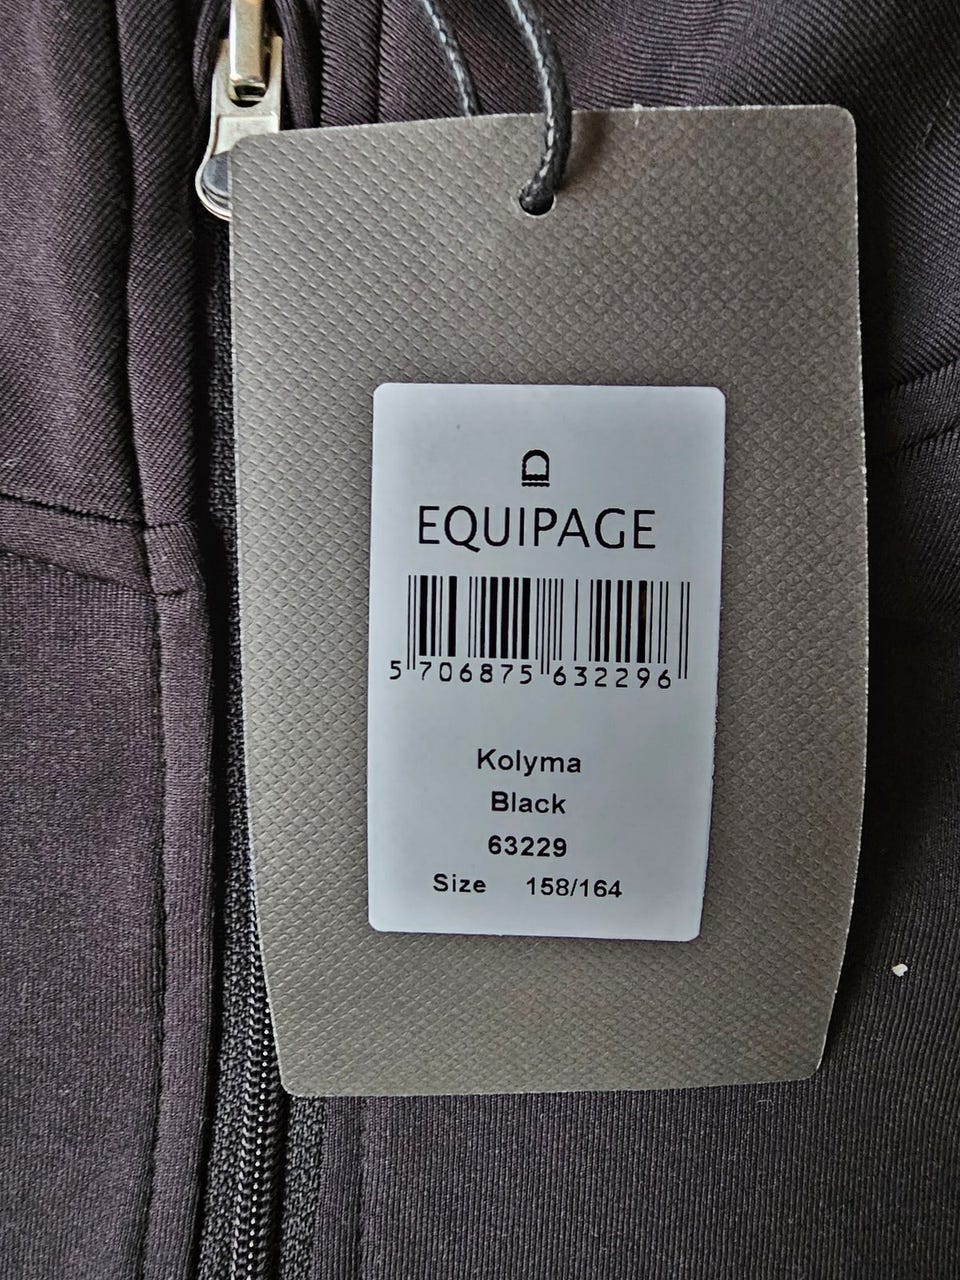 EQUIPAGE
5 706875 632296
Kolyma
Black
63229
Size 158/164